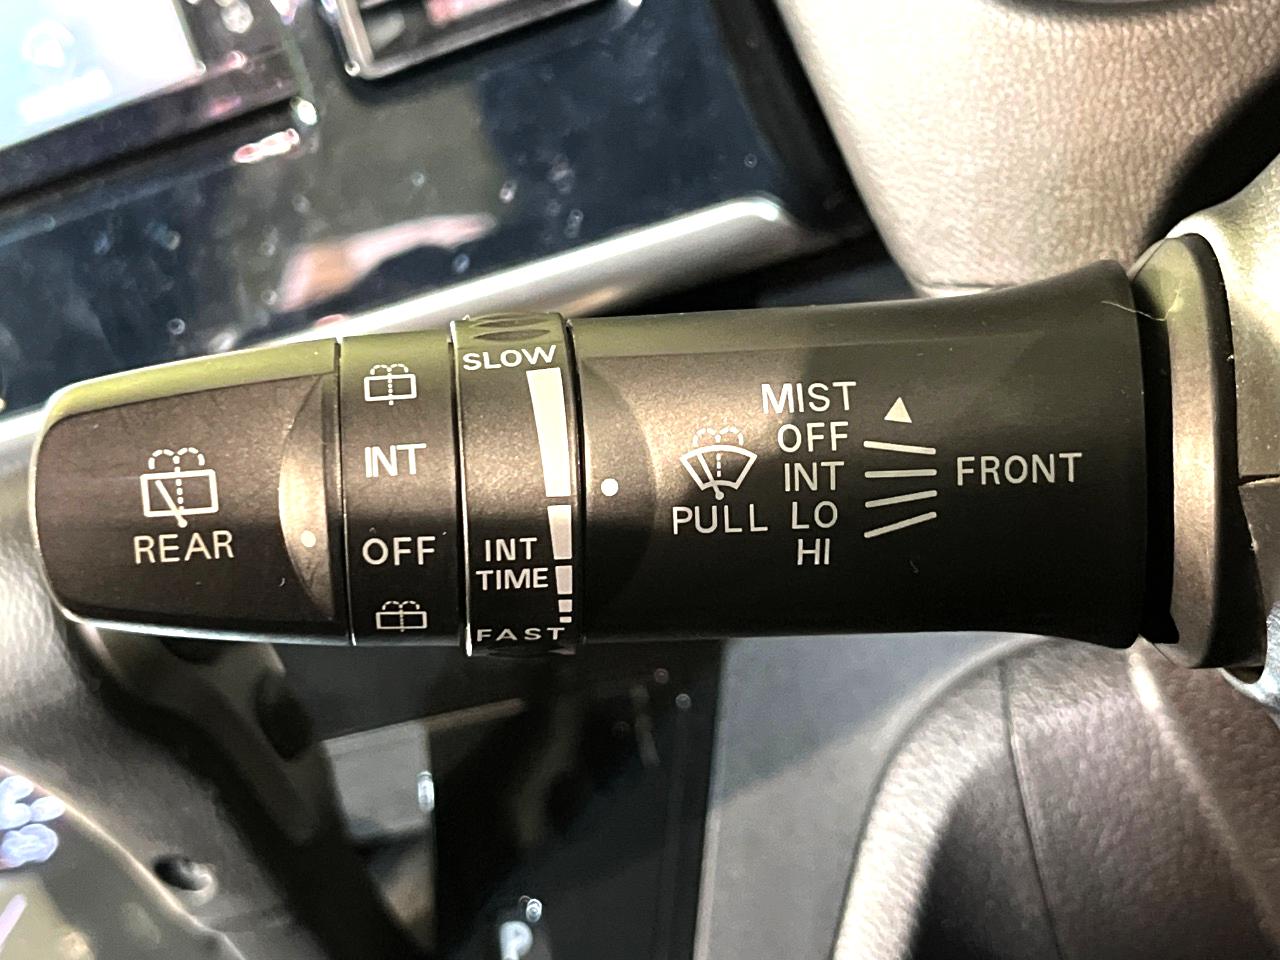 REAR
INT
OFF
SLOW
INT
TIME
FAST
PULL
MIST
OFF
INT
LO
HI
FRONT